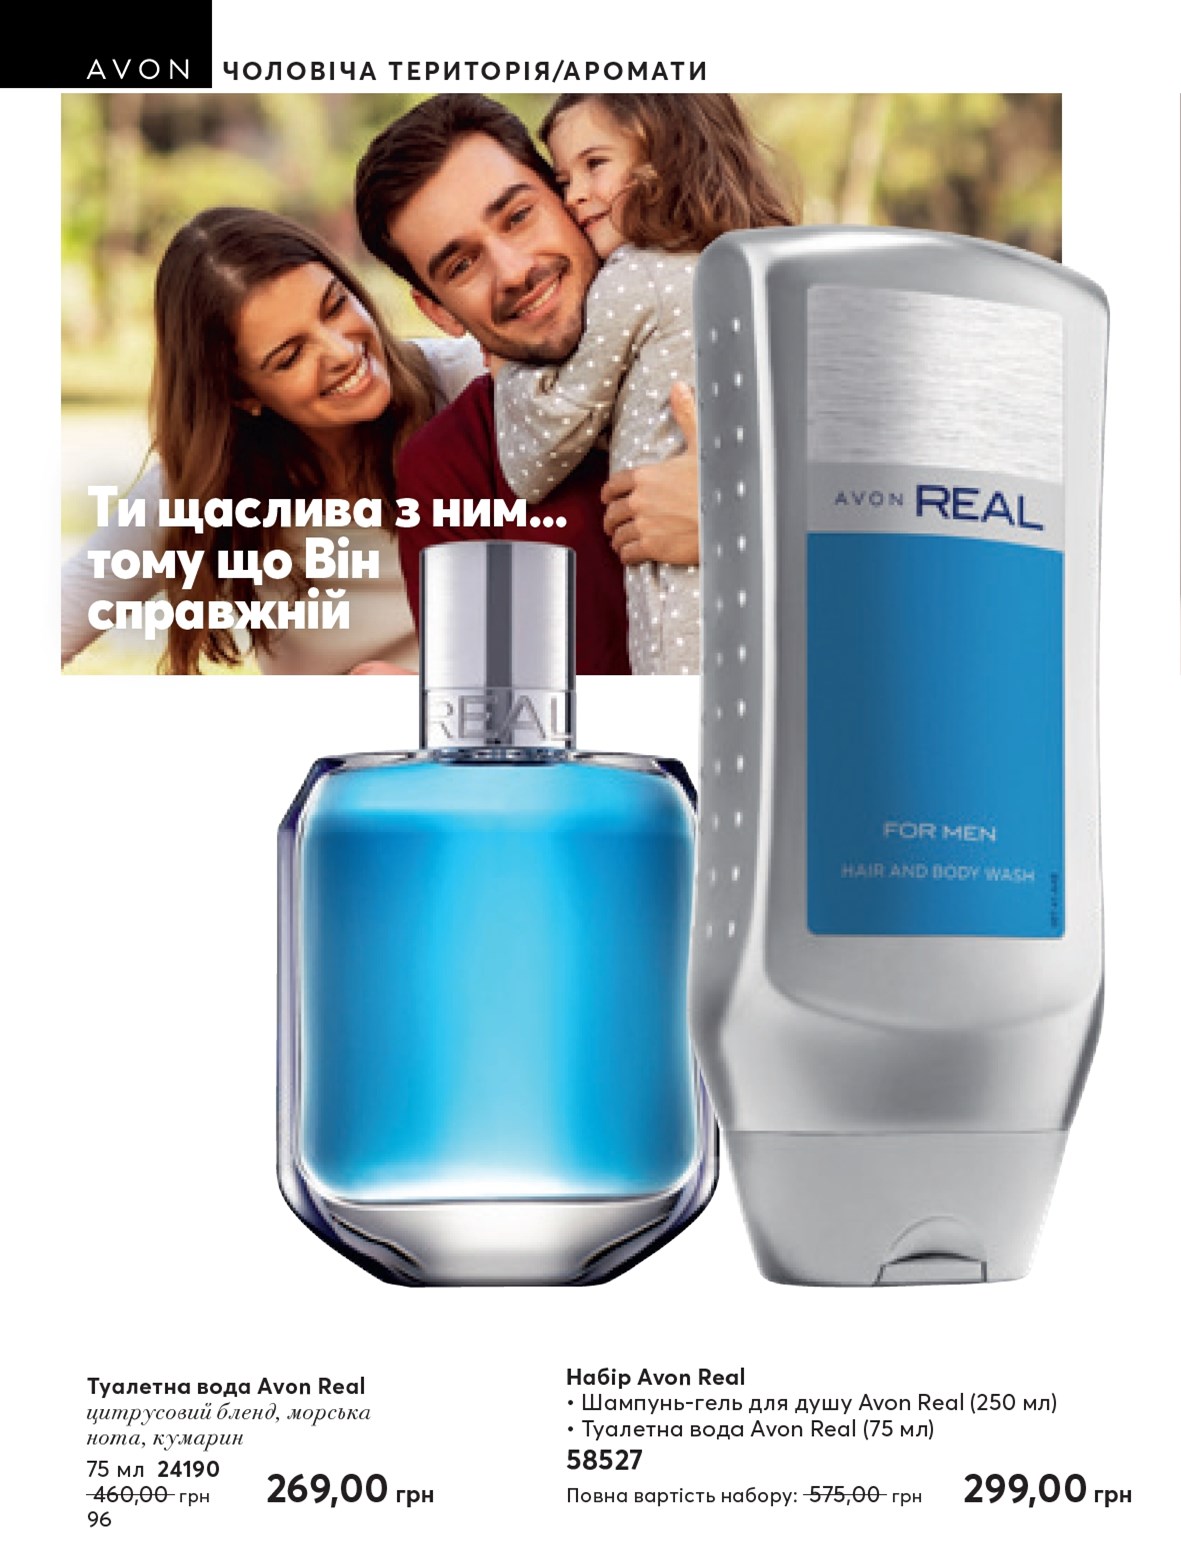 AVON ЧОЛОВІЧА ТЕРИТОРІЯ/АРОМАТИ
Ти щаслива з ним...
тому що Він
справжній
REAL
AVON REAL
FOR MEN
HAIR AND BODY WASH
Туалетна вода Avon Real
цитрусовий бленд, морська
нота, кумарин
75 мл 24190
460,00 грн 269,00 грн
96
Набір Avon Real
• Шампунь-гель для душу Avon Real (250 мл)
• Туалетна вода Avon Real (75 мл)
58527
Повна вартість набору: 575,00 грн 299,00 грн